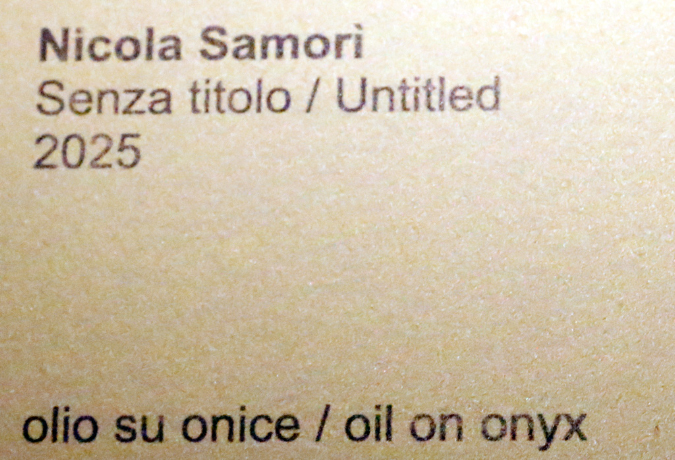 Nicola Samorì
Senza titolo / Untitled
2025
olio su onice / oil on onyx